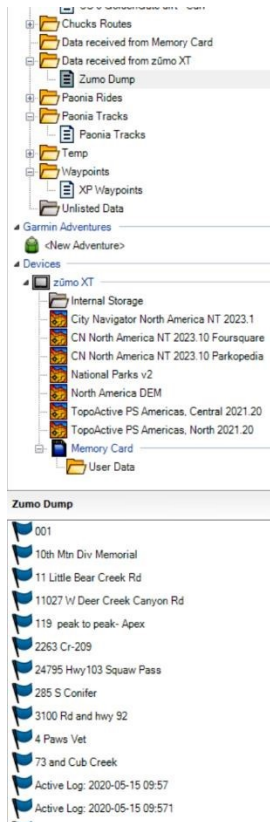 Chucks Routes
Data received from Memory Card
Data received from zūmo XT
Zumo Dump
Paonia Rides
Paonia Tracks
Paonia Tracks
Temp
Waypoints
XP Waypoints
Unlisted Data
Garmin Adventures
<New Adventure>
Devices
zūmo XT
Internal Storage
City Navigator North America NT 2023.1
CN North America NT 2023.10 Foursquare
CN North America NT 2023.10 Parkopedia
National Parks v2
North America DEM
TopoActive PS Americas, Central 2021.20
TopoActive PS Americas, North 2021.20
Memory Card
User Data
Zumo Dump
001
10th Mtn Div Memorial
11 Little Bear Creek Rd
11027 W Deer Creek Canyon Rd
119 peak to peak- Apex
2263 Cr-209
24795 Hwy103 Squaw Pass
285 S Conifer
3100 Rd and hwy 92
4 Paws Vet
73 and Cub Creek
Active Log: 2020-05-15 09:57
Active Log: 2020-05-15 09:571